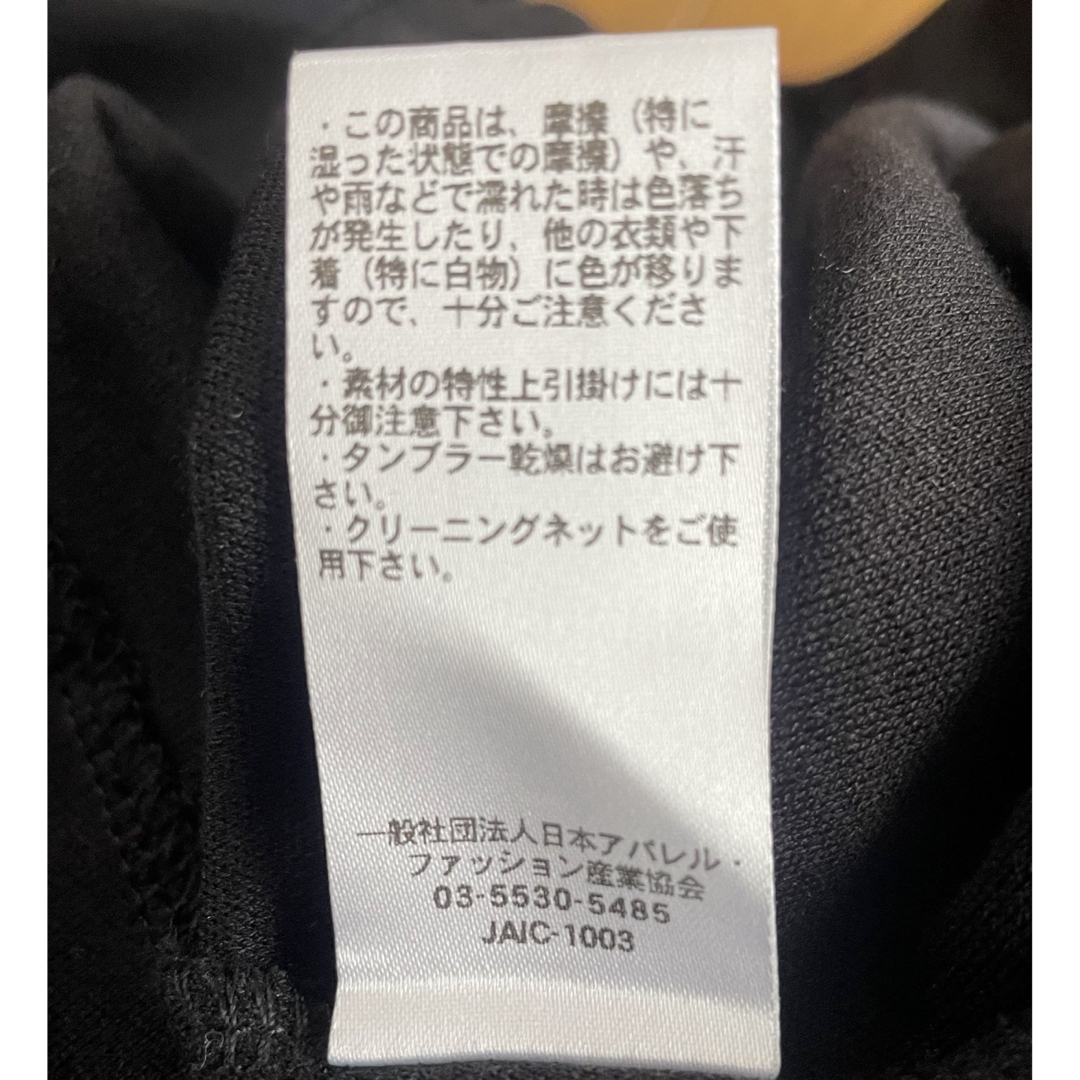 ・この商品は、摩擦（特に
湿った状態での摩擦）や、汗
や雨などで濡れた時は色落ち
が発生したり、他の衣類や下
着（特に白物）に色が移りま
すので、十分ご注意くださ
い。
・素材の特性上引掛けには十
分御注意下さい。
・タンブラー乾燥はお避け下
さい。
・クリーニングネットをご使
用下さい。
一般社団法人日本アパレル・
ファッション産業協会
03-5530-5485
JAIC-1003